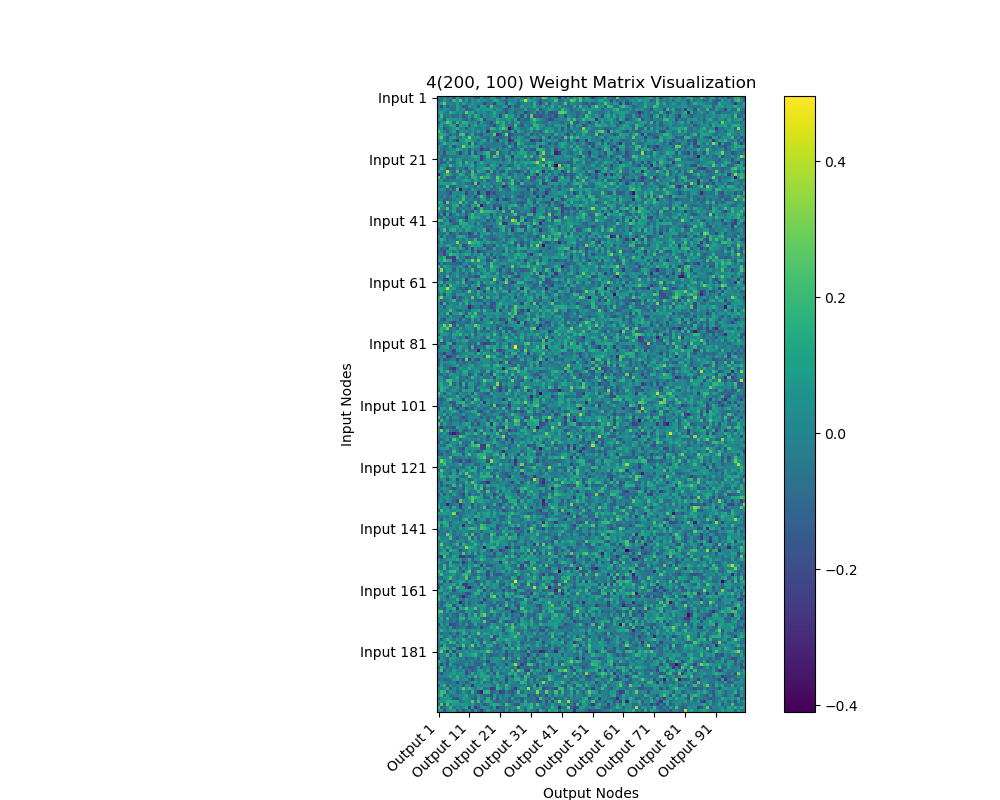 4(200, 100) Weight Matrix Visualization
Input 1
Input 21
Input 41
Input 61
Input 81
Input 101
Input 121
Input 141
Input 161
Input 181
Input Nodes
Output 1
Output 11
Output 21
Output 31
Output 41
Output 51
Output 61
Output 71
Output 81
Output 91
Output Nodes
0.4
0.2
0.0
−0.2
−0.4